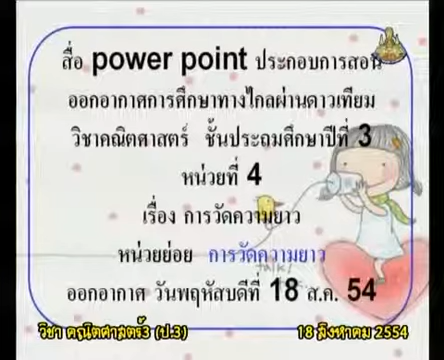 สื่อ power point ประกอบการสอน
ออกอากาศการศึกษาทางไกลผ่านดาวเทียม
วิชาคณิตศาสตร์ ชั้นประถมศึกษาปีที่ 3
หน่วยที่ 4
เรื่อง การวัดความยาว
หน่วยย่อย การวัดความยาว
TALK!
ออกอากาศ วันพฤหัสบดีที่ 18 ส.ค. 54
วิชา คณิตศาสตร์3 (ป.3) 18 สิงหาคม 2554